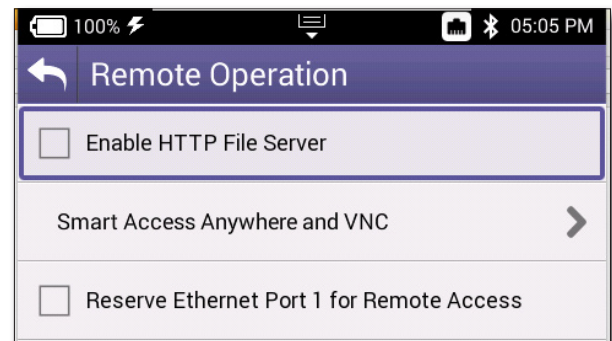 100% 05:05 PM
Remote Operation
Enable HTTP File Server
Smart Access Anywhere and VNC
Reserve Ethernet Port 1 for Remote Access